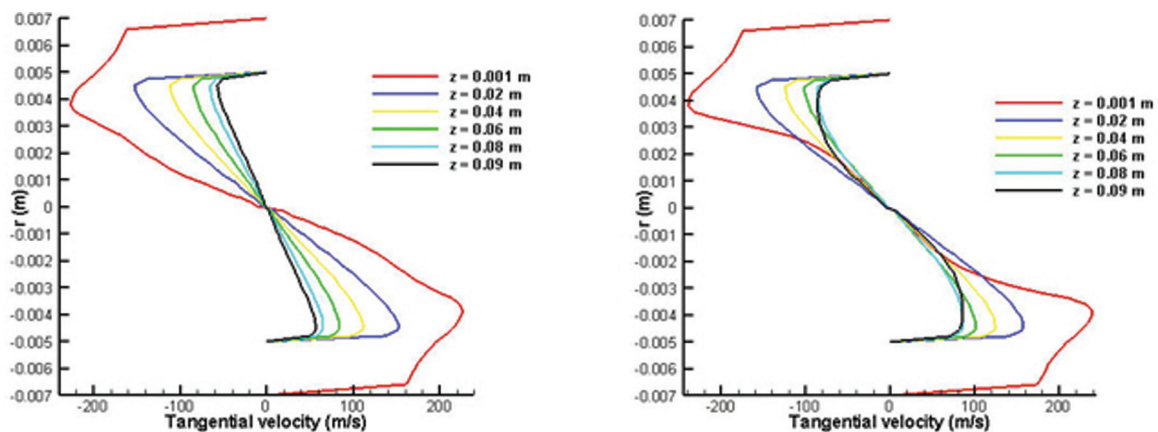 0.007
0.006
0.005
0.004
0.003
0.002
0.001
0
-0.001
-0.002
-0.003
-0.004
-0.005
-0.006
-0.007
r (m)
-200 -100 0 100 200
Tangential velocity (m/s)
z = 0.001 m
z = 0.02 m
z = 0.04 m
z = 0.06 m
z = 0.08 m
z = 0.09 m
0.007
0.006
0.005
0.004
0.003
0.002
0.001
0
-0.001
-0.002
-0.003
-0.004
-0.005
-0.006
-0.007
r (m)
-200 -100 0 100 200
Tangential velocity (m/s)
z = 0.001 m
z = 0.02 m
z = 0.04 m
z = 0.06 m
z = 0.08 m
z = 0.09 m